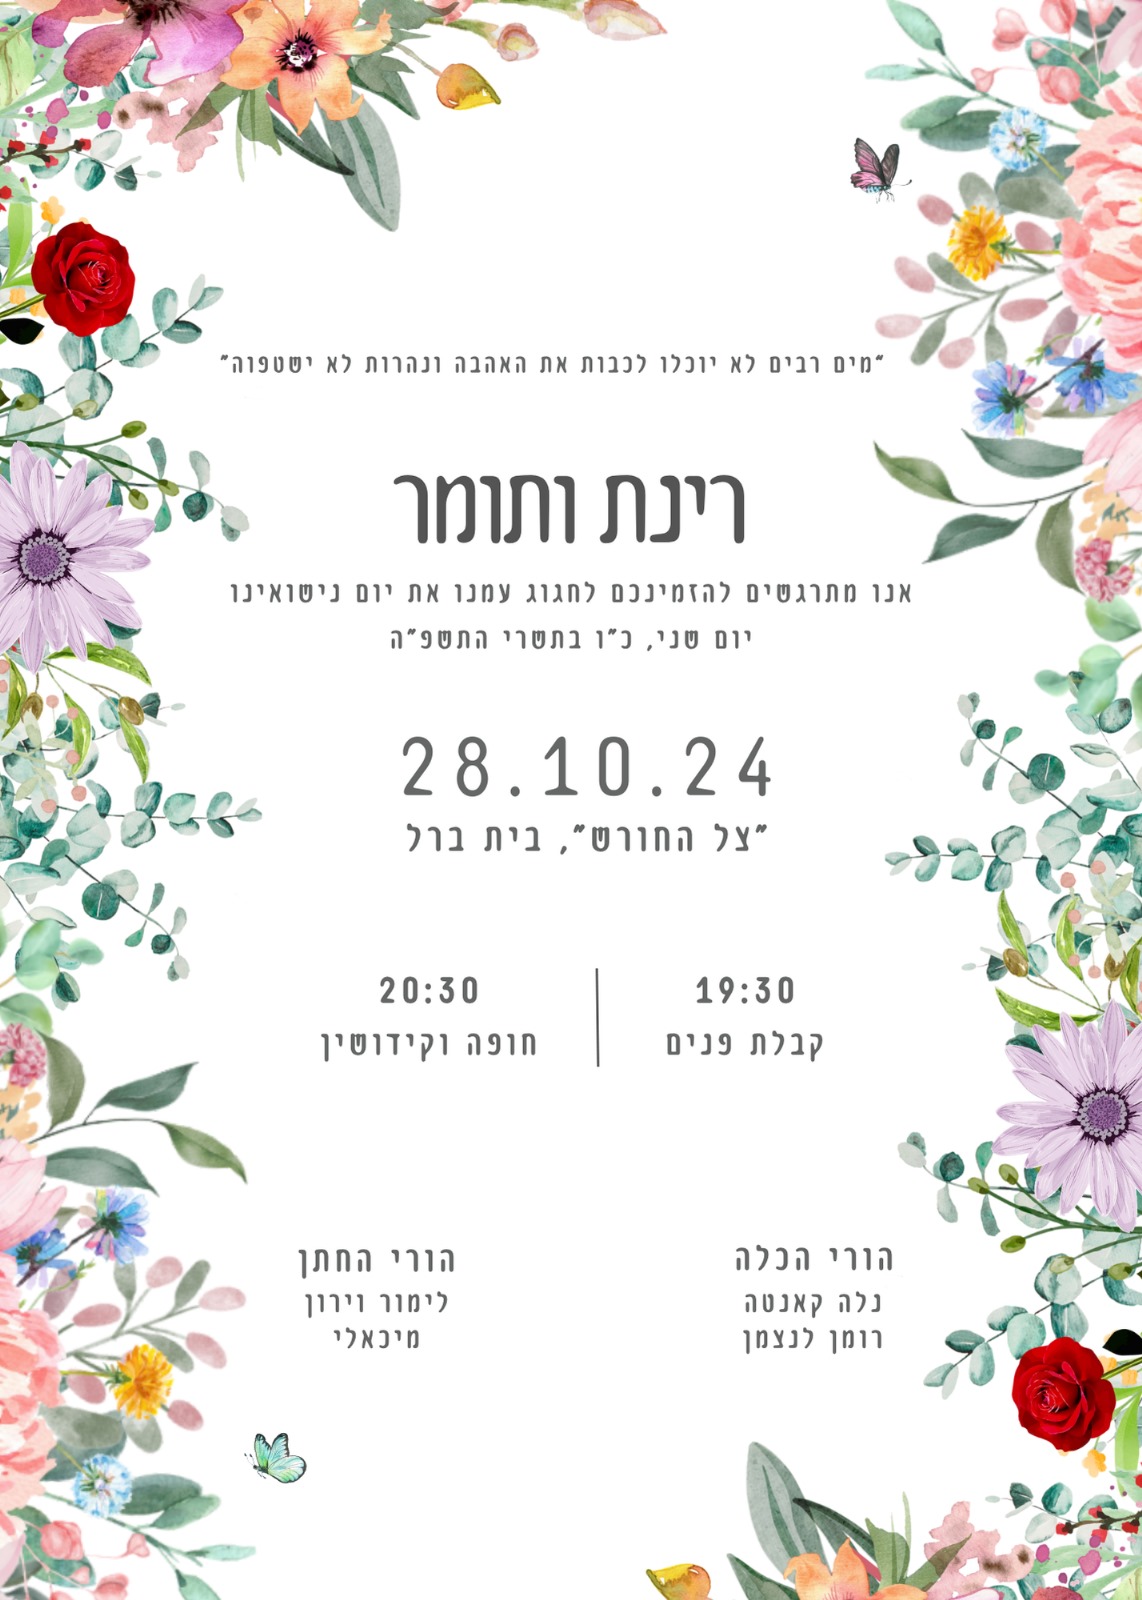 "מים רבים לא יוכלו לכבות את האהבה ונהרות לא ישטפוה"
רינת ותומר
אנו מתרגשים להזמינכם לחגוג עמנו את יום נישואינו
יום שני, כ"ו בתשרי התשפ"ה
28.10.24
"צל החורש", בית ברל
19:30
קבלת פנים
20:30
חופה וקידושין
הורי הכלה
נלה קאנטה
רומן לנצמן
הורי החתן
לימור וירון
מיכאלי